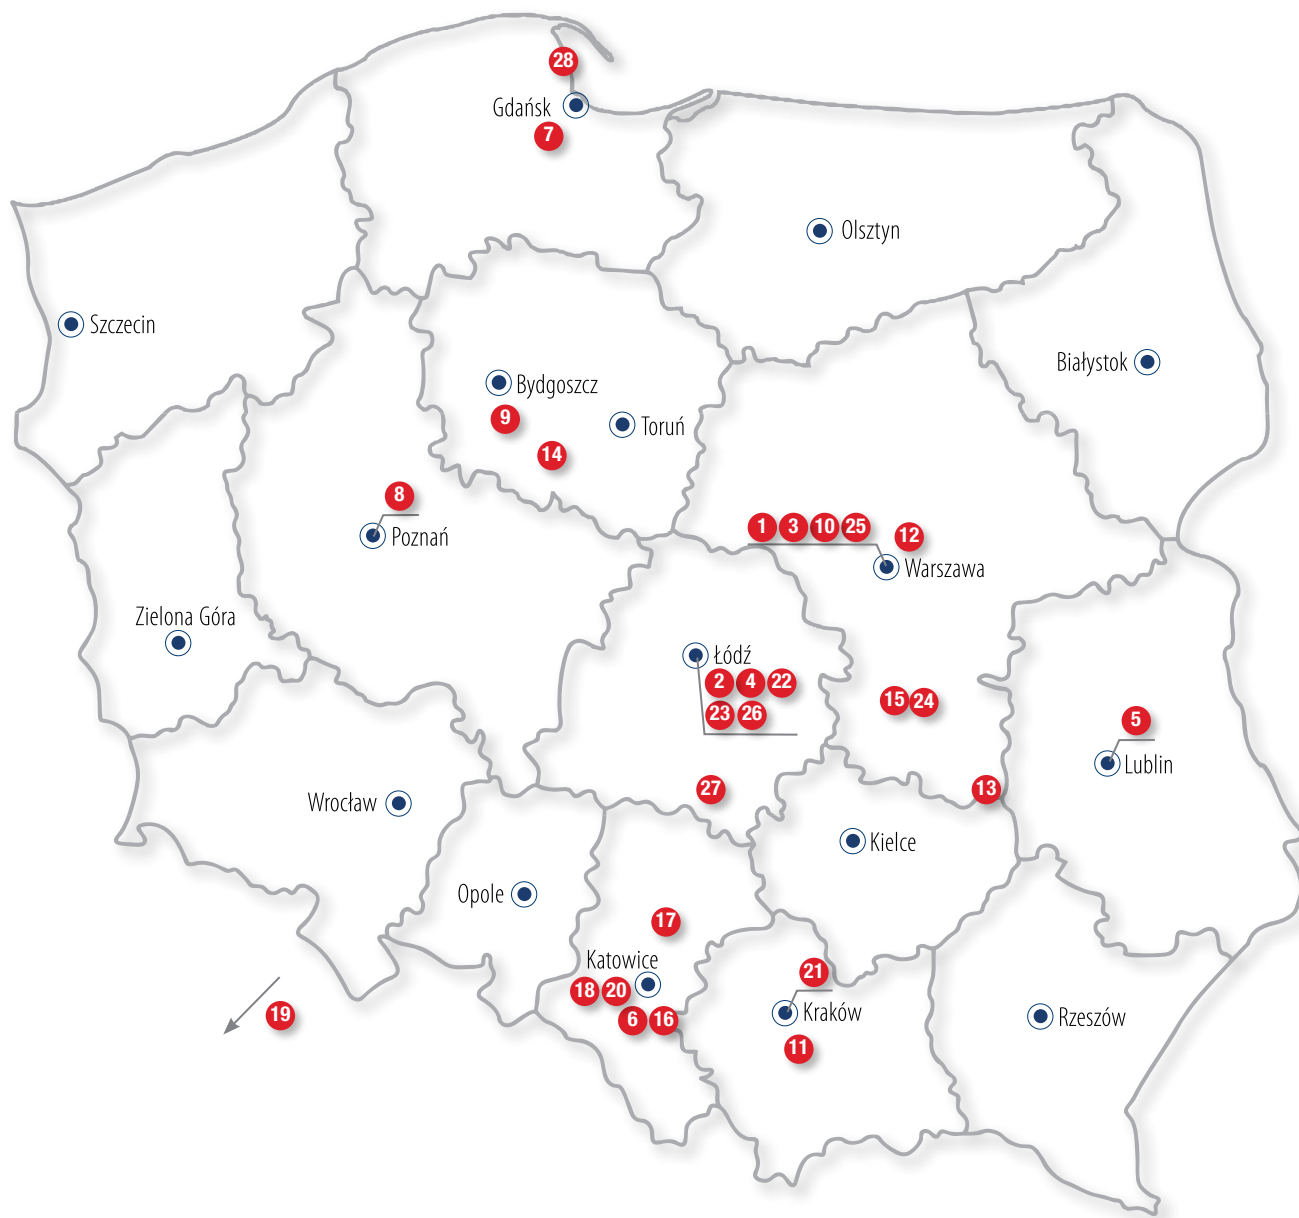 28
Gdańsk
7
Olsztyn
Szczecin
Białystok
Bydgoszcz
9
Toruń
14
8
Poznań
1 3 10 25
12
Warszawa
Zielona Góra
Łódź
2 4 22
23 26
15 24
5
Lublin
27
13
Wrocław
Kielce
Opole
17
Katowice
18 20
6 16
21
Kraków
11
19
Rzeszów